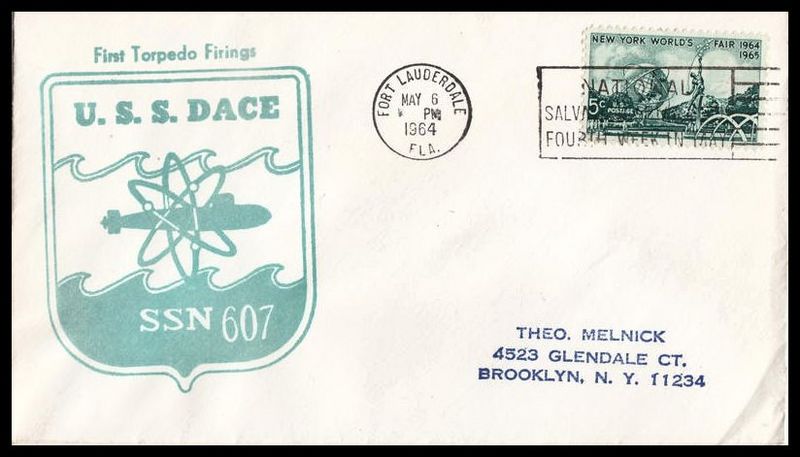 First Torpedo Firings
U. S. S. DACE
SSN 607
FORT LAUDERDALE
MAY 6
PM
1964
FLA.
NEW YORK WORLD'S FAIR 1964
1965
5c
U.S.
POSTAGE
NATIONAL
FOURTH WEEK IN MAY
THEO. MELNICK
4523 GLENDALE CT.
BROOKLYN, N. Y. 11234